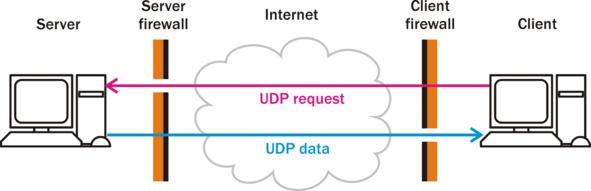 Server
Server
firewall
Internet
Client
firewall
Client
UDP request
UDP data